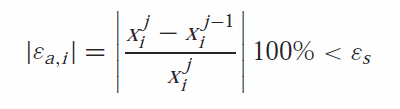 |ε_{a,i}| = |(x_i^j − x_i^{j−1}) / x_i^j| 100% < ε_s